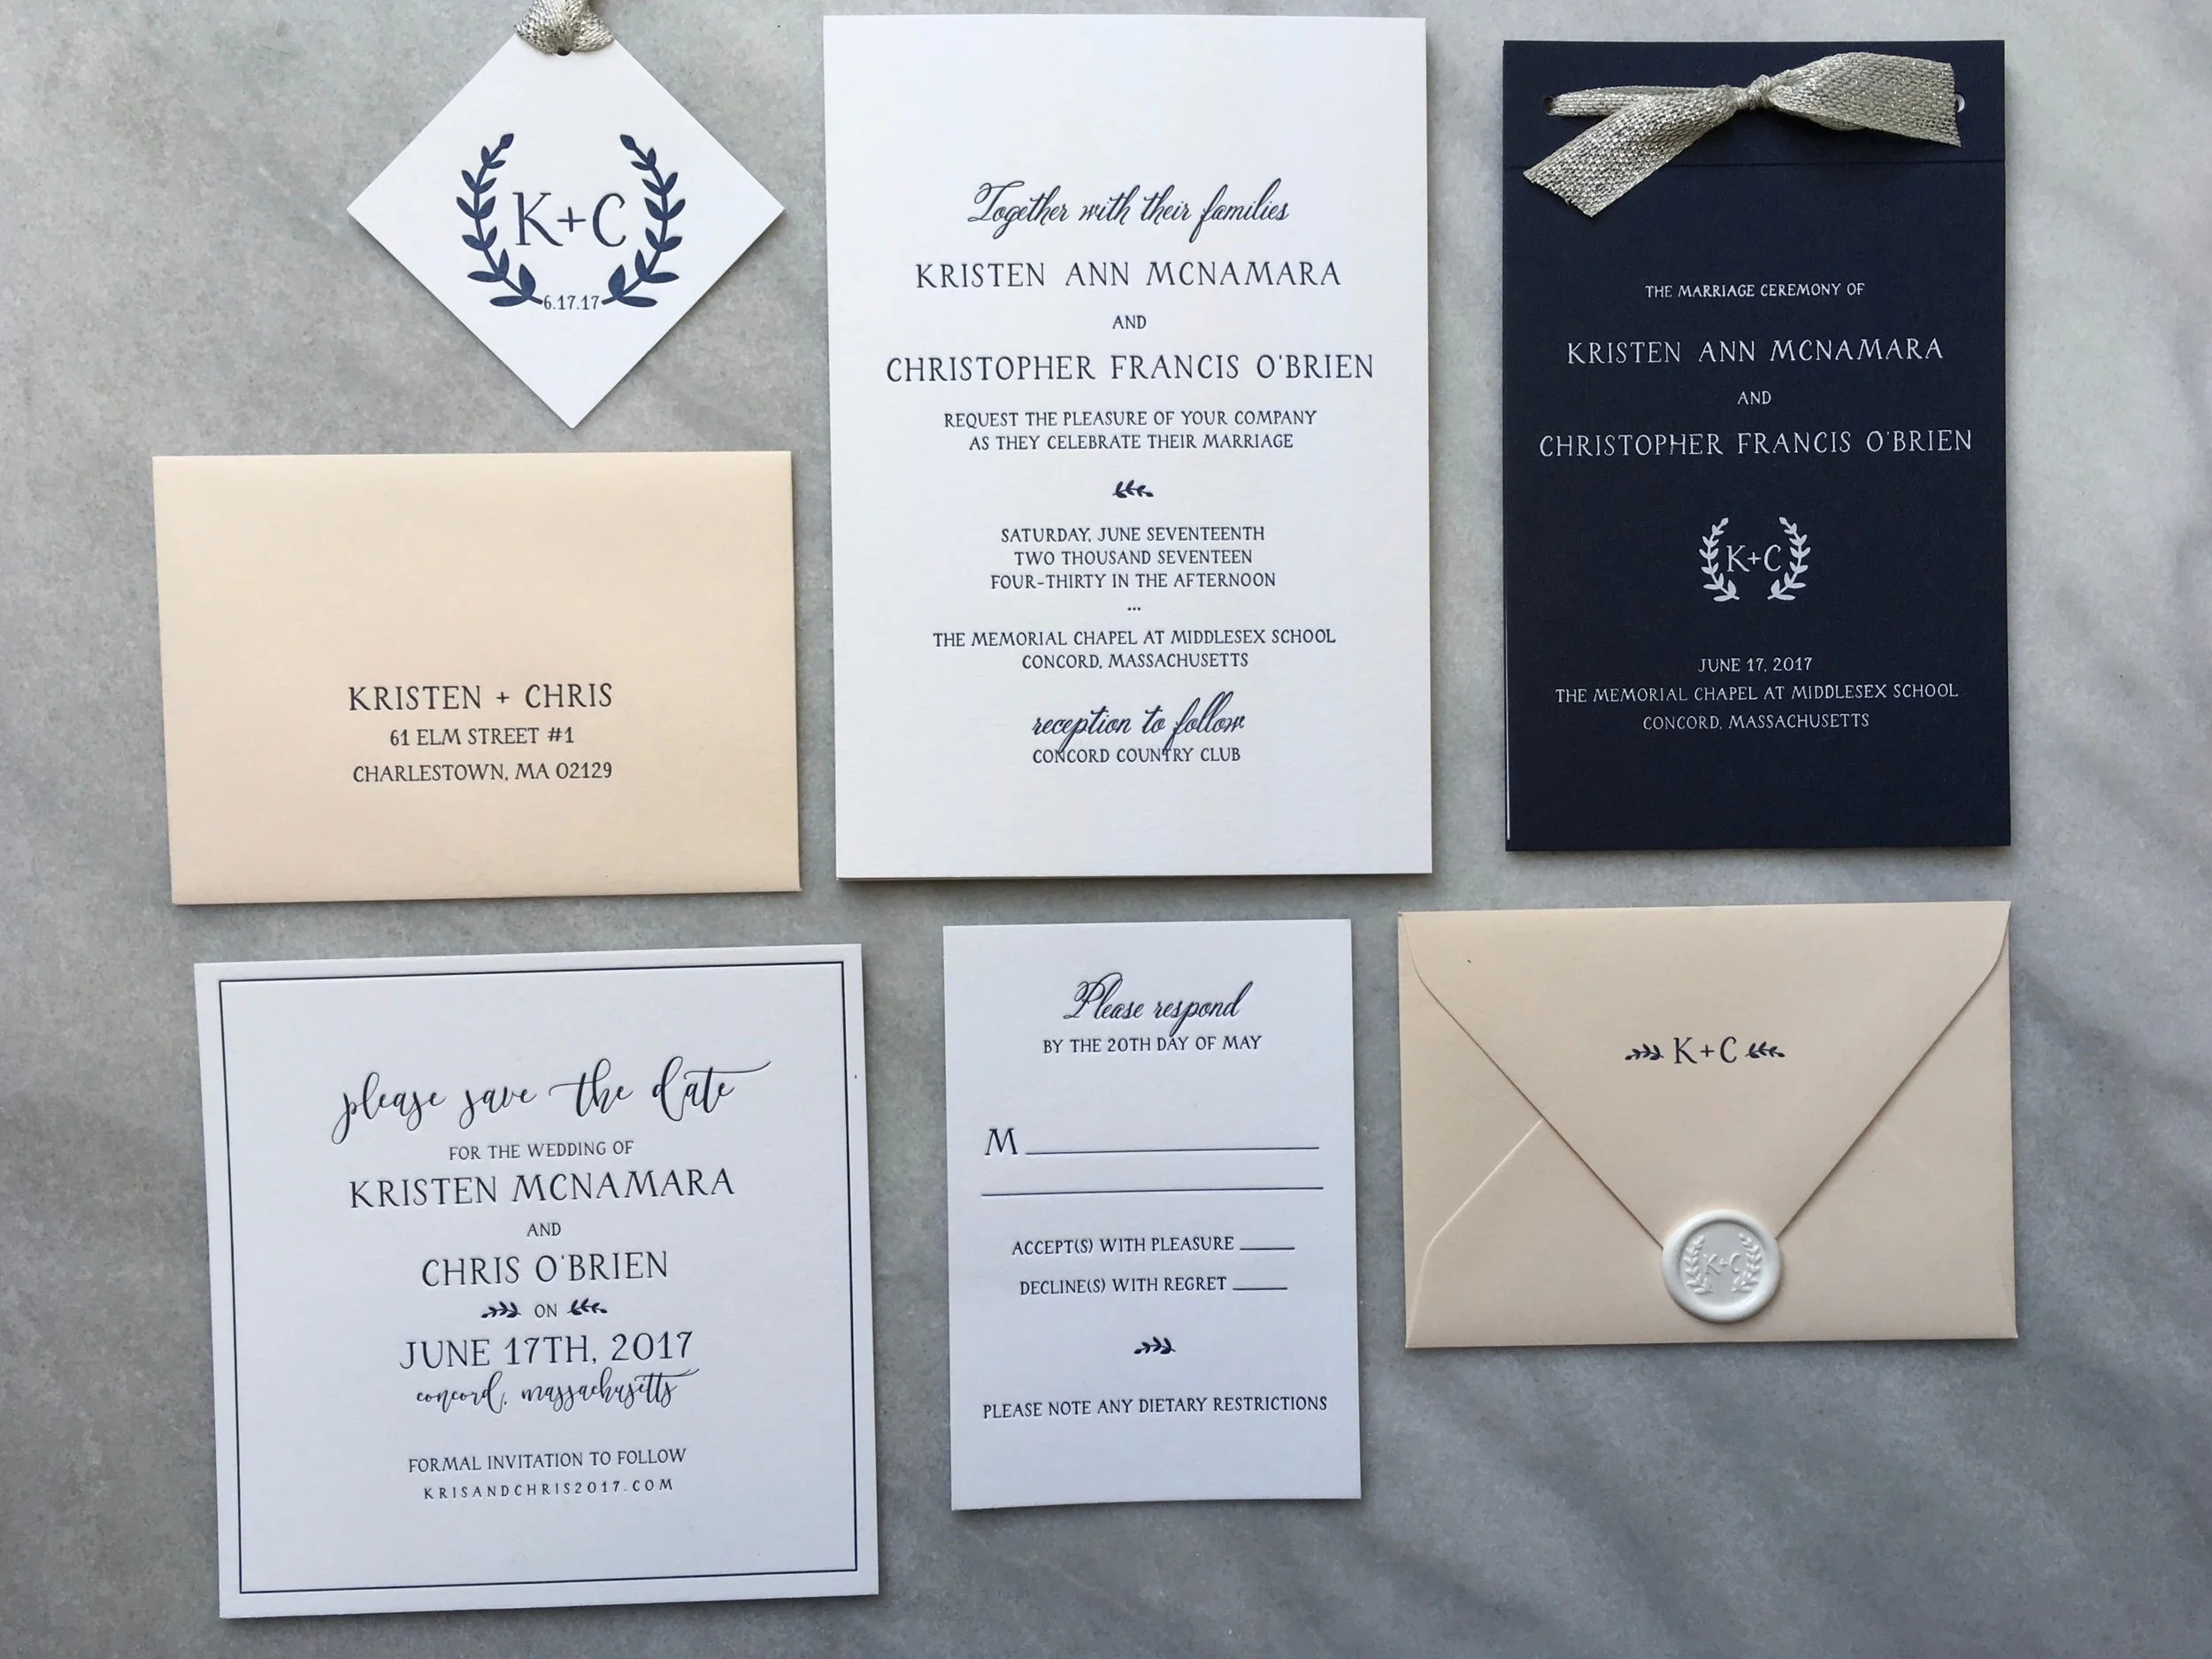 K+C
6.17.17
Together with their families
KRISTEN ANN MCNAMARA
AND
CHRISTOPHER FRANCIS O'BRIEN
REQUEST THE PLEASURE OF YOUR COMPANY
AS THEY CELEBRATE THEIR MARRIAGE
SATURDAY, JUNE SEVENTEENTH
TWO THOUSAND SEVENTEEN
FOUR-THIRTY IN THE AFTERNOON
...
THE MEMORIAL CHAPEL AT MIDDLESEX SCHOOL
CONCORD, MASSACHUSETTS
reception to follow
CONCORD COUNTRY CLUB
THE MARRIAGE CEREMONY OF
KRISTEN ANN MCNAMARA
AND
CHRISTOPHER FRANCIS O'BRIEN
K+C
JUNE 17, 2017
THE MEMORIAL CHAPEL AT MIDDLESEX SCHOOL
CONCORD, MASSACHUSETTS
KRISTEN + CHRIS
61 ELM STREET #1
CHARLESTOWN, MA 02129
please save the date
FOR THE WEDDING OF
KRISTEN MCNAMARA
AND
CHRIS O'BRIEN
ON
JUNE 17TH, 2017
concord, massachusetts
FORMAL INVITATION TO FOLLOW
KRISANDCHRIS2017.COM
Please respond
BY THE 20TH DAY OF MAY
M
ACCEPT(S) WITH PLEASURE
DECLINE(S) WITH REGRET
PLEASE NOTE ANY DIETARY RESTRICTIONS
K+C
K+C